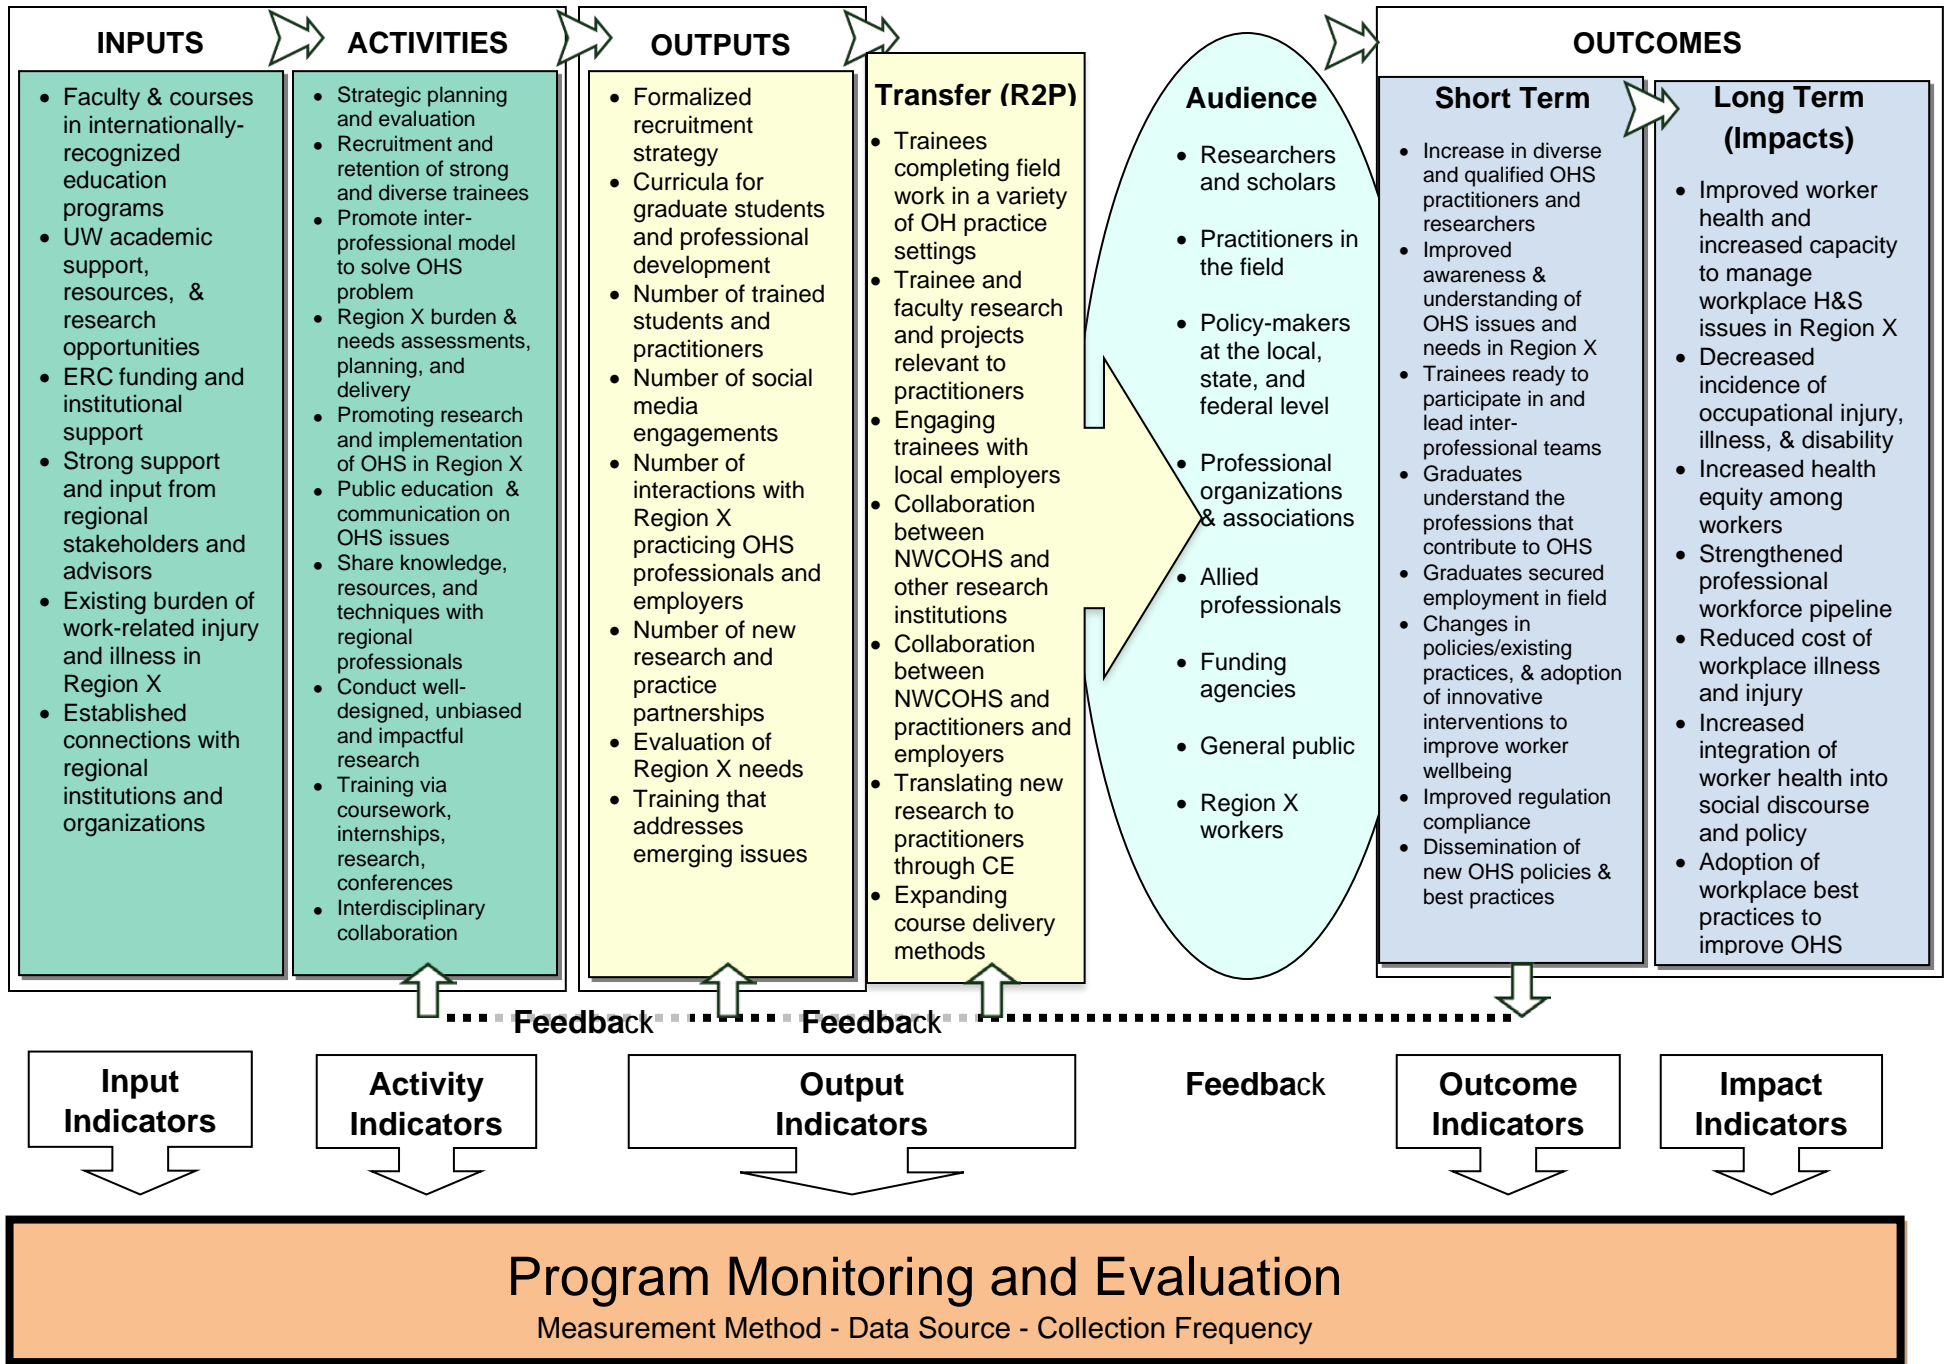 INPUTS
Faculty & courses
in internationally-
recognized
education
programs
UW academic
support,
resources, &
research
opportunities
ERC funding and
institutional
support
Strong support
and input from
regional
stakeholders and
advisors
Existing burden of
work-related injury
and illness in
Region X
Established
connections with
regional
institutions and
organizations
ACTIVITIES
Strategic planning
and evaluation
Recruitment and
retention of strong
and diverse trainees
Promote inter-
professional model
to solve OHS
problem
Region X burden &
needs assessments,
planning, and
delivery
Promoting research
and implementation
of OHS in Region X
Public education &
communication on
OHS issues
Share knowledge,
resources, and
techniques with
regional
professionals
Conduct well-
designed, unbiased
and impactful
research
Training via
coursework,
internships,
research,
conferences
Interdisciplinary
collaboration
OUTPUTS
Formalized
recruitment
strategy
Curricula for
graduate students
and professional
development
Number of trained
students and
practitioners
Number of social
media
engagements
Number of
interactions with
Region X
practicing OHS
professionals and
employers
Number of new
research and
practice
partnerships
Evaluation of
Region X needs
Training that
addresses
emerging issues
Transfer (R2P)
Trainees
completing field
work in a variety
of OH practice
settings
Trainee and
faculty research
and projects
relevant to
practitioners
Engaging
trainees with
local employers
Collaboration
between
NWCOHS and
other research
institutions
Collaboration
between
NWCOHS and
practitioners and
employers
Translating new
research to
practitioners
through CE
Expanding
course delivery
methods
Audience
Researchers
and scholars
Practitioners in
the field
Policy-makers
at the local,
state, and
federal level
Professional
organizations
& associations
Allied
professionals
Funding
agencies
General public
Region X
workers
OUTCOMES
Short Term
Increase in diverse
and qualified OHS
practitioners and
researchers
Improved
awareness &
understanding of
OHS issues and
needs in Region X
Trainees ready to
participate in and
lead inter-
professional teams
Graduates
understand the
professions that
contribute to OHS
Graduates secured
employment in field
Changes in
policies/existing
practices, & adoption
of innovative
interventions to
improve worker
wellbeing
Improved regulation
compliance
Dissemination of
new OHS policies &
best practices
Long Term
(Impacts)
Improved worker
health and
increased capacity
to manage
workplace H&S
issues in Region X
Decreased
incidence of
occupational injury,
illness, & disability
Increased health
equity among
workers
Strengthened
professional
workforce pipeline
Reduced cost of
workplace illness
and injury
Increased
integration of
worker health into
social discourse
and policy
Adoption of
workplace best
practices to
improve OHS
Feedback
Feedback
Input
Indicators
Activity
Indicators
Output
Indicators
Feedback
Outcome
Indicators
Impact
Indicators
Program Monitoring and Evaluation
Measurement Method - Data Source - Collection Frequency